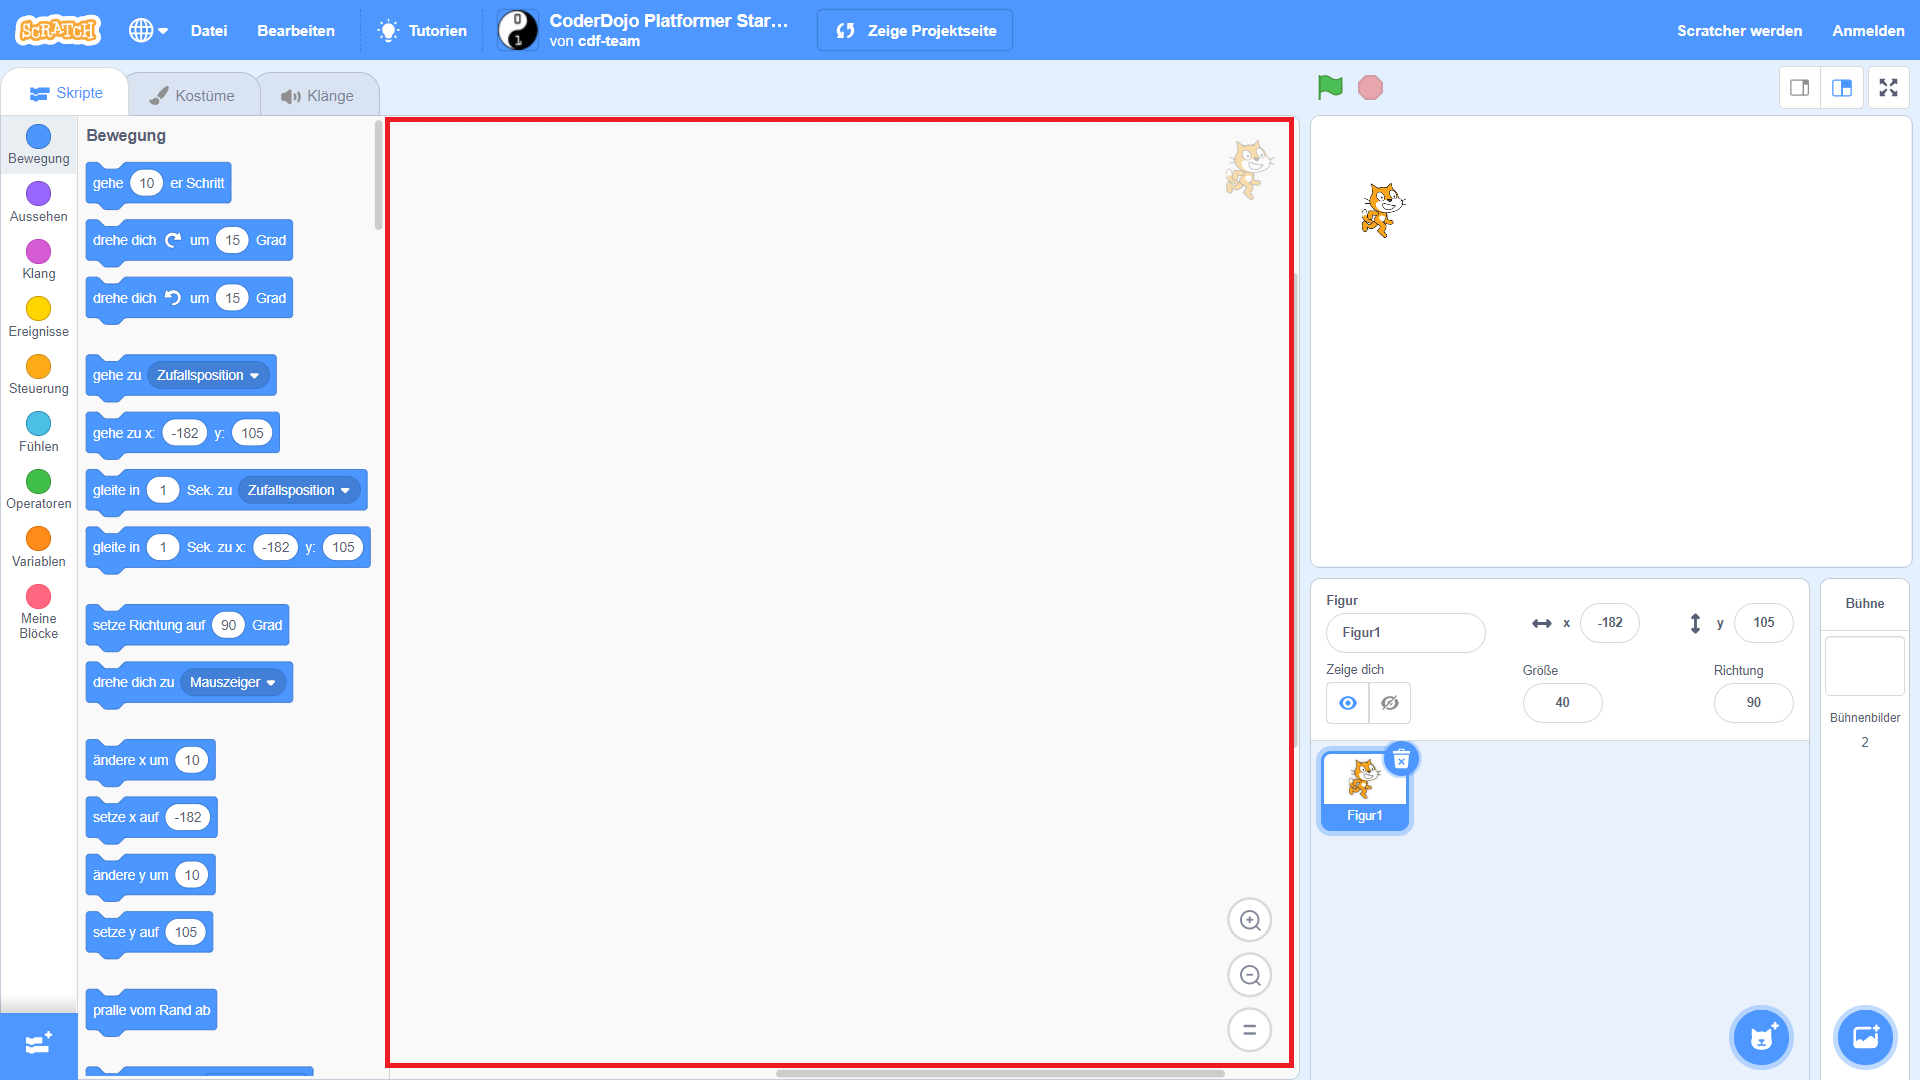 SCRATCH
Datei
Bearbeiten
Tutorien
CoderDojo Platformer Star...
von cdf-team
Zeige Projektseite
Scratcher werden
Anmelden
Skripte
Kostüme
Klänge
Bewegung
Aussehen
Klang
Ereignisse
Steuerung
Fühlen
Operatoren
Variablen
Meine
Blöcke
Bewegung
gehe 10 er Schritt
drehe dich um 15 Grad
drehe dich um 15 Grad
gehe zu Zufallsposition
gehe zu x: -182 y: 105
gleite in 1 Sek. zu Zufallsposition
gleite in 1 Sek. zu x: -182 y: 105
setze Richtung auf 90 Grad
drehe dich zu Mauszeiger
ändere x um 10
setze x auf -182
ändere y um 10
setze y auf 105
pralle vom Rand ab
Figur
Figur1
x -182
y 105
Zeige dich
Größe
40
Richtung
90
Figur1
Bühne
Bühnenbilder
2